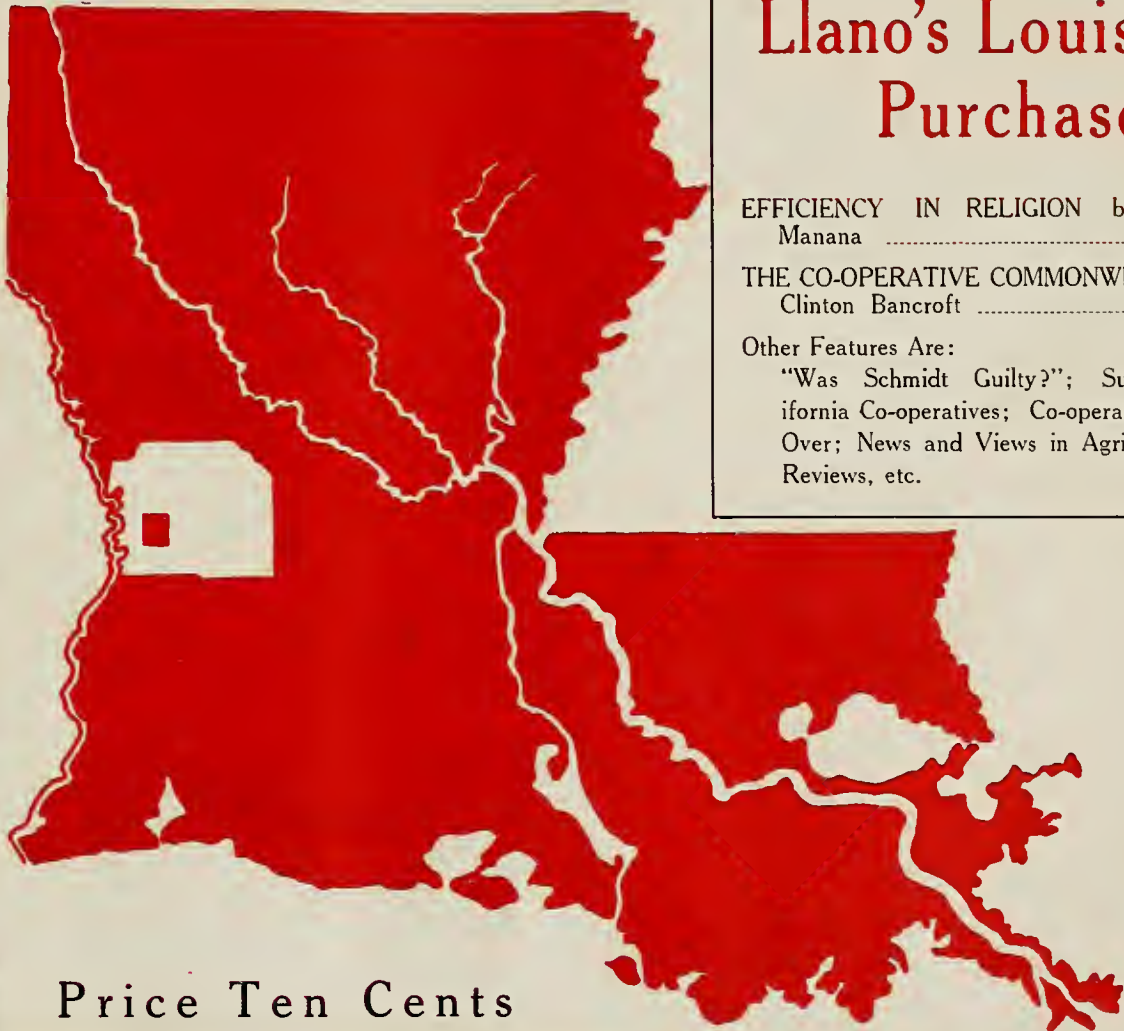 Llano's Louis
Purchase
EFFICIENCY IN RELIGION b
Manana
THE CO-OPERATIVE COMMONW
Clinton Bancroft
Other Features Are:
"Was Schmidt Guilty?"; Su
ifornia Co-operatives; Co-opera
Over; News and Views in Agri
Reviews, etc.
Price Ten Cents